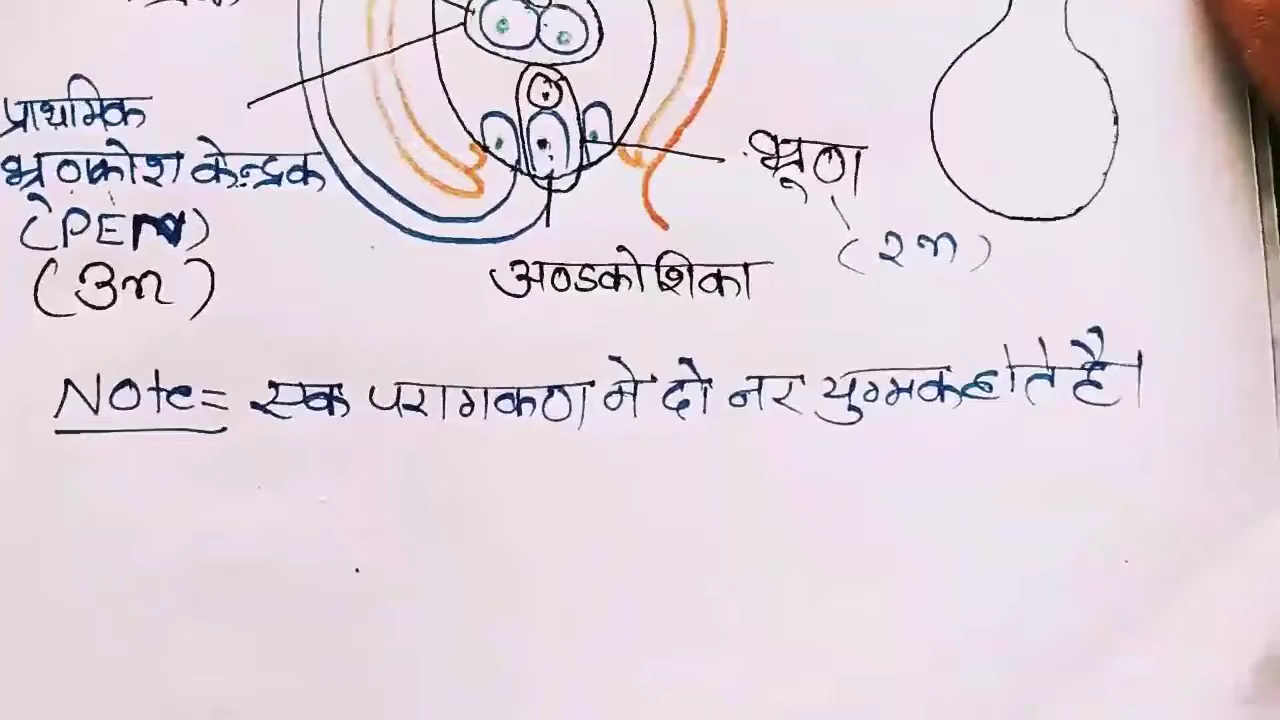 प्राथमिक
भ्रूणकोश केन्द्रक
(PEN)
(3n)
भ्रूण
(2n)
अण्डकोशिका
Note= एक परागकण मे दो नर युग्मक होते है।